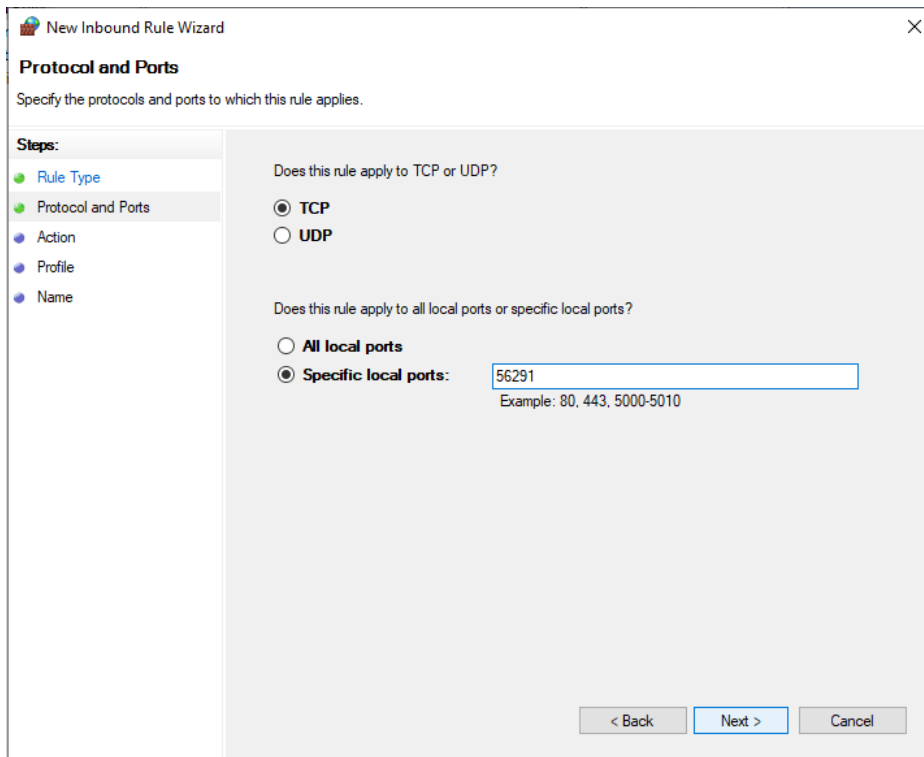 New Inbound Rule Wizard
Protocol and Ports
Specify the protocols and ports to which this rule applies.
Steps:
Rule Type
Protocol and Ports
Action
Profile
Name
Does this rule apply to TCP or UDP?
TCP
UDP
Does this rule apply to all local ports or specific local ports?
All local ports
Specific local ports: 56291
Example: 80, 443, 5000-5010
< Back Next > Cancel